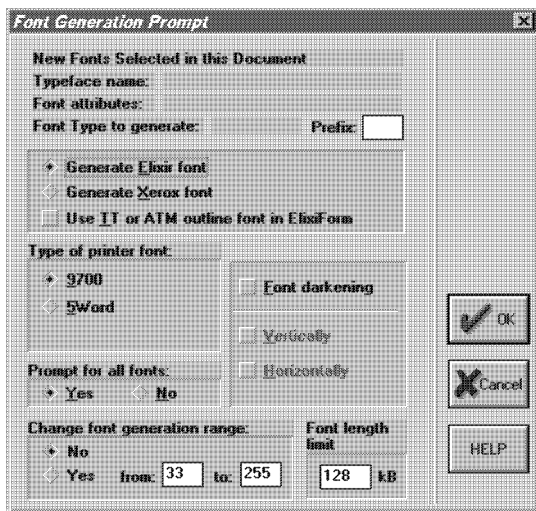 Font Generation Prompt
New Fonts Selected in this Document
Typeface name:
Font attributes:
Font Type to generate: Prefix:
Generate Elixir font
Generate Xerox font
Use TT or ATM outline font in ElixiForm
Type of printer font:
9700
5Word
Font darkening
Vertically
Horizontally
Prompt for all fonts:
Yes No
Change font generation range:
No
Yes from: 33 to: 255
Font length
limit
128 kB
OK
Cancel
HELP